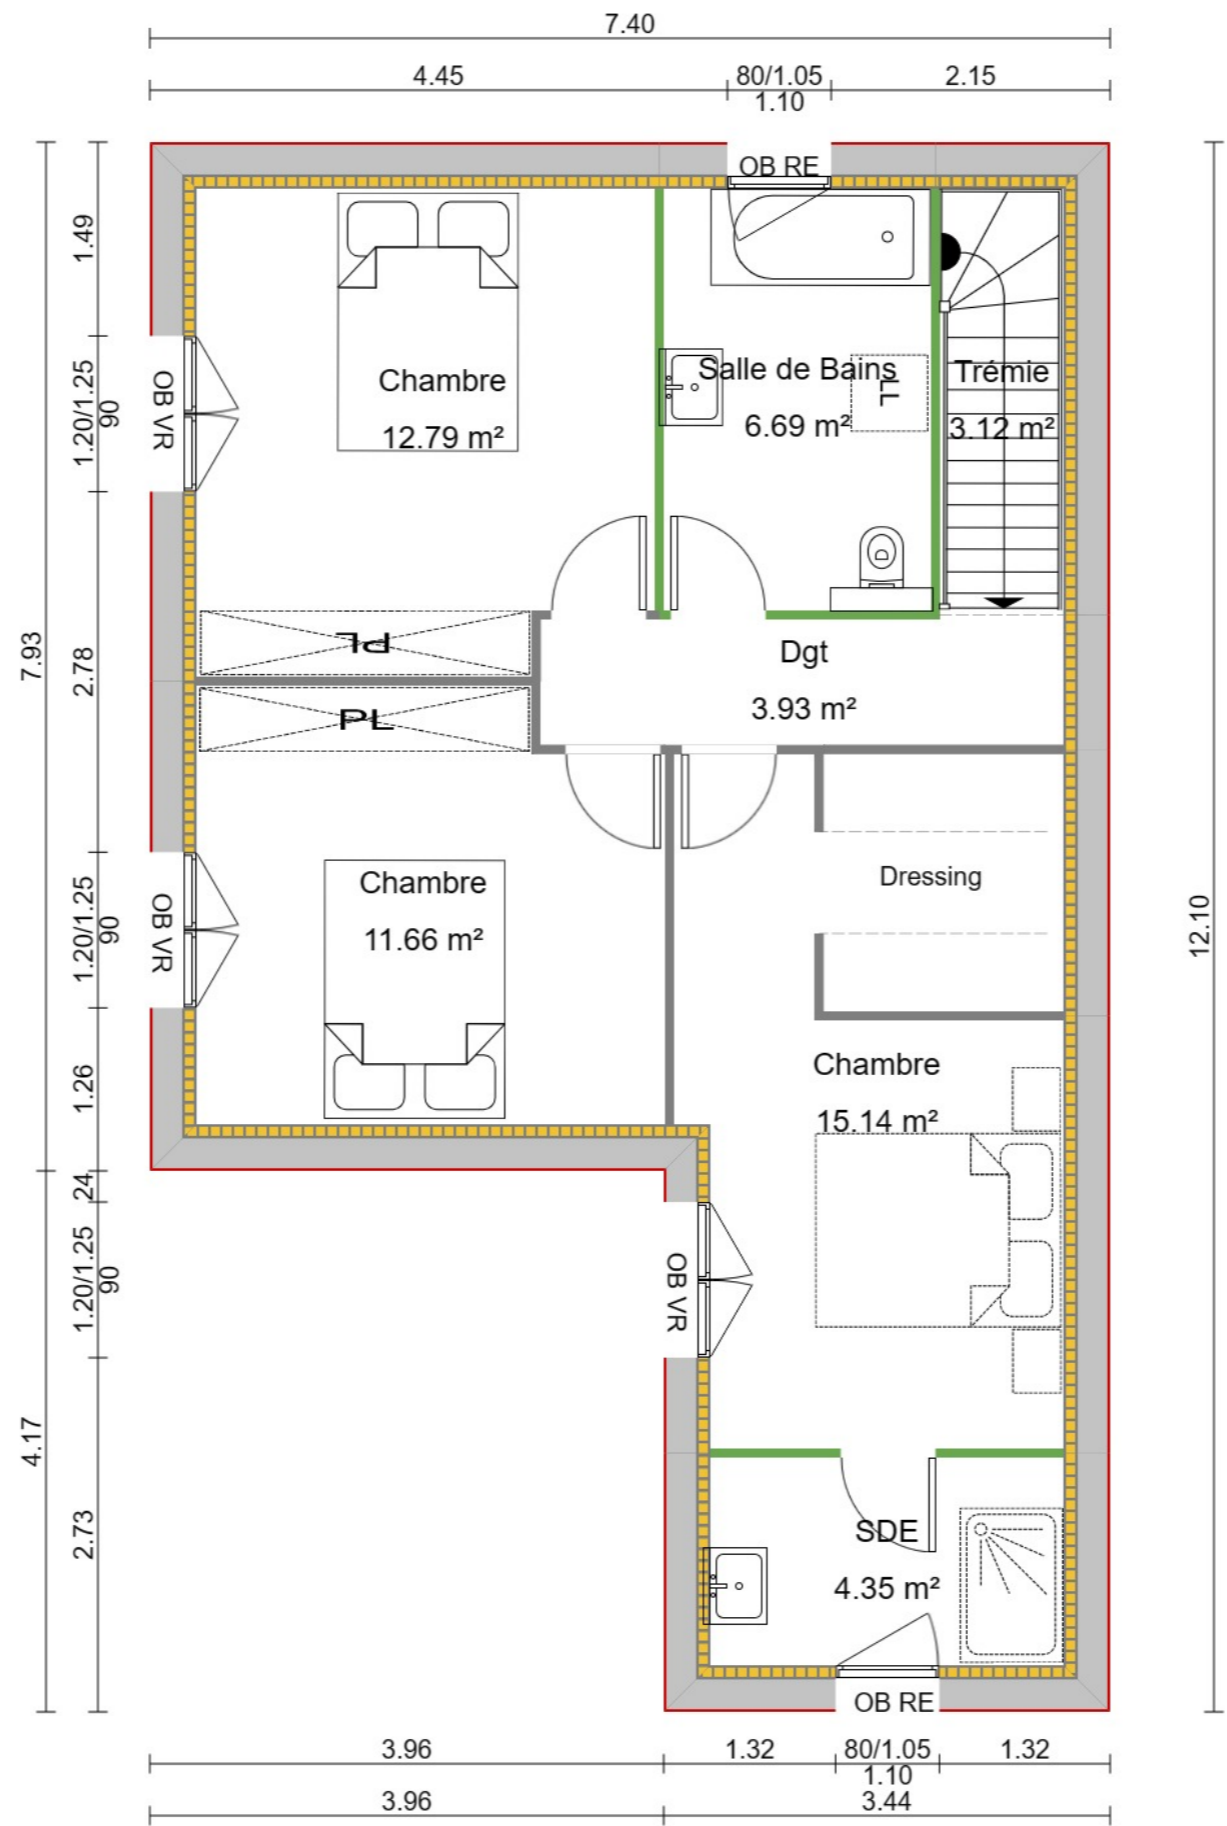 7.40
4.45
80/1.05
2.15
1.10
OB RE
1.49
1.20/1.25
90
OB VR
Chambre
12.79 m²
Salle de Bains
6.69 m²
LL
Trémie
3.12 m²
7.93
2.78
PL
PL
Dgt
3.93 m²
1.20/1.25
90
OB VR
Chambre
11.66 m²
Dressing
12.10
1.26
Chambre
15.14 m²
24
1.20/1.25
90
OB VR
4.17
2.73
SDE
4.35 m²
OB RE
3.96
1.32
80/1.05
1.32
1.10
3.96
3.44